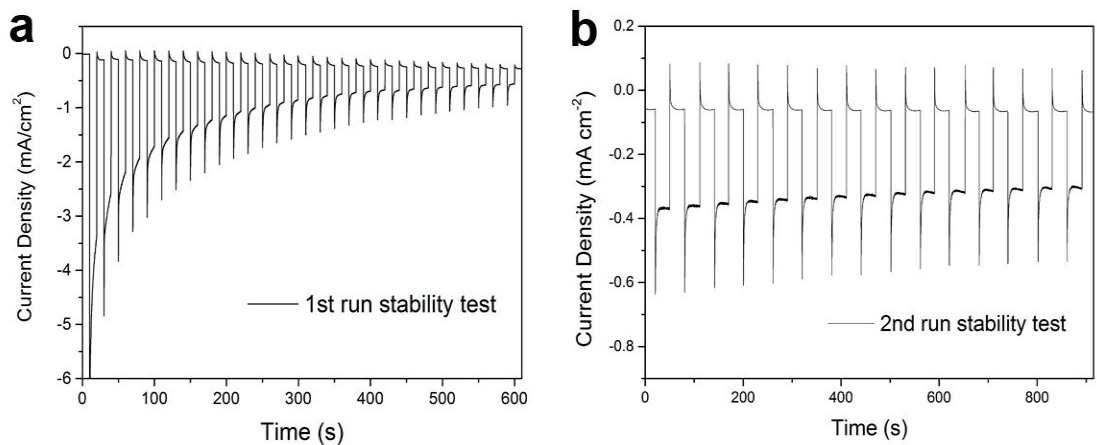 a
0
-1
-2
-3
-4
-5
-6
Current Density (mA/cm²)
1st run stability test
0 100 200 300 400 500 600
Time (s)
b
0.2
0.0
-0.2
-0.4
-0.6
-0.8
Current Density (mA cm⁻²)
2nd run stability test
0 200 400 600 800
Time (s)